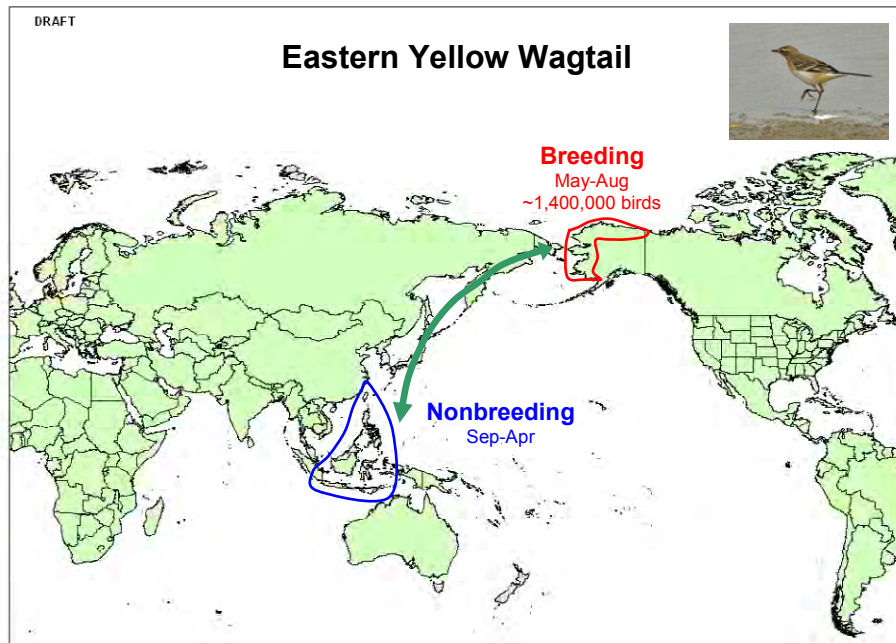 DRAFT
Eastern Yellow Wagtail
Breeding
May-Aug
~1,400,000 birds
Nonbreeding
Sep-Apr